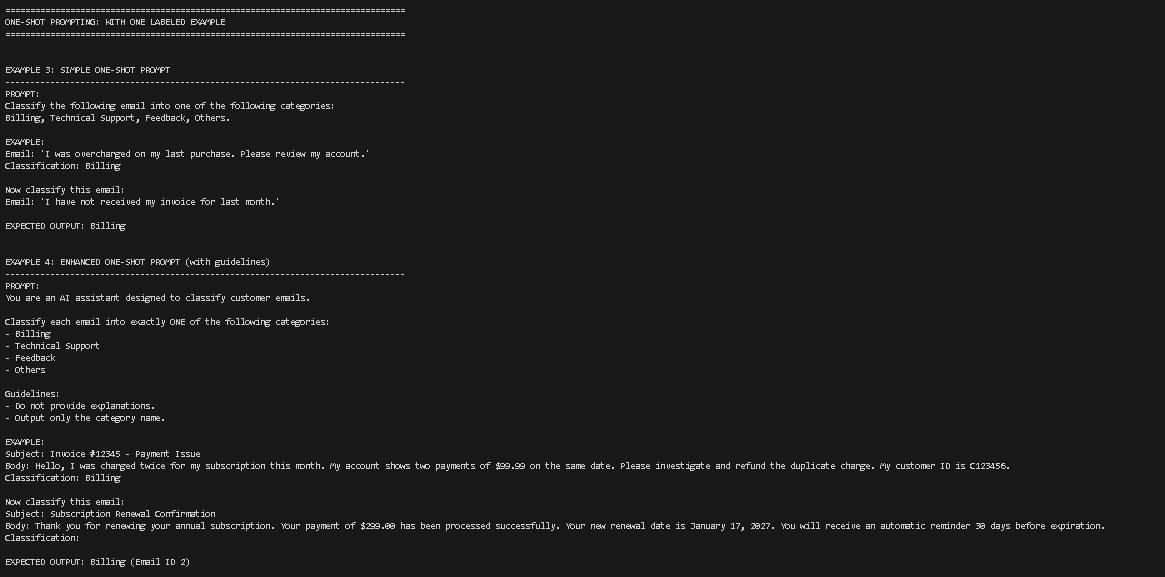 ================================================================================
ONE-SHOT PROMPTING: WITH ONE LABELED EXAMPLE
================================================================================
EXAMPLE 3: SIMPLE ONE-SHOT PROMPT
--------------------------------------------------------------------------------
PROMPT:
Classify the following email into one of the following categories:
Billing, Technical Support, Feedback, Others.
EXAMPLE:
Email: 'I was overcharged on my last purchase. Please review my account.'
Classification: Billing
Now classify this email:
Email: 'I have not received my invoice for last month.'
EXPECTED OUTPUT: Billing
EXAMPLE 4: ENHANCED ONE-SHOT PROMPT (with guidelines)
--------------------------------------------------------------------------------
PROMPT:
You are an AI assistant designed to classify customer emails.
Classify each email into exactly ONE of the following categories:
- Billing
- Technical Support
- Feedback
- Others
Guidelines:
- Do not provide explanations.
- Output only the category name.
EXAMPLE:
Subject: Invoice #12345 - Payment Issue
Body: Hello, I was charged twice for my subscription this month. My account shows two payments of $99.99 on the same date. Please investigate and refund the duplicate charge. My customer ID is C123456.
Classification: Billing
Now classify this email:
Subject: Subscription Renewal Confirmation
Body: Thank you for renewing your annual subscription. Your payment of $299.00 has been processed successfully. Your new renewal date is January 17, 2027. You will receive an automatic reminder 30 days before expiration.
Classification:
EXPECTED OUTPUT: Billing (Email ID 2)